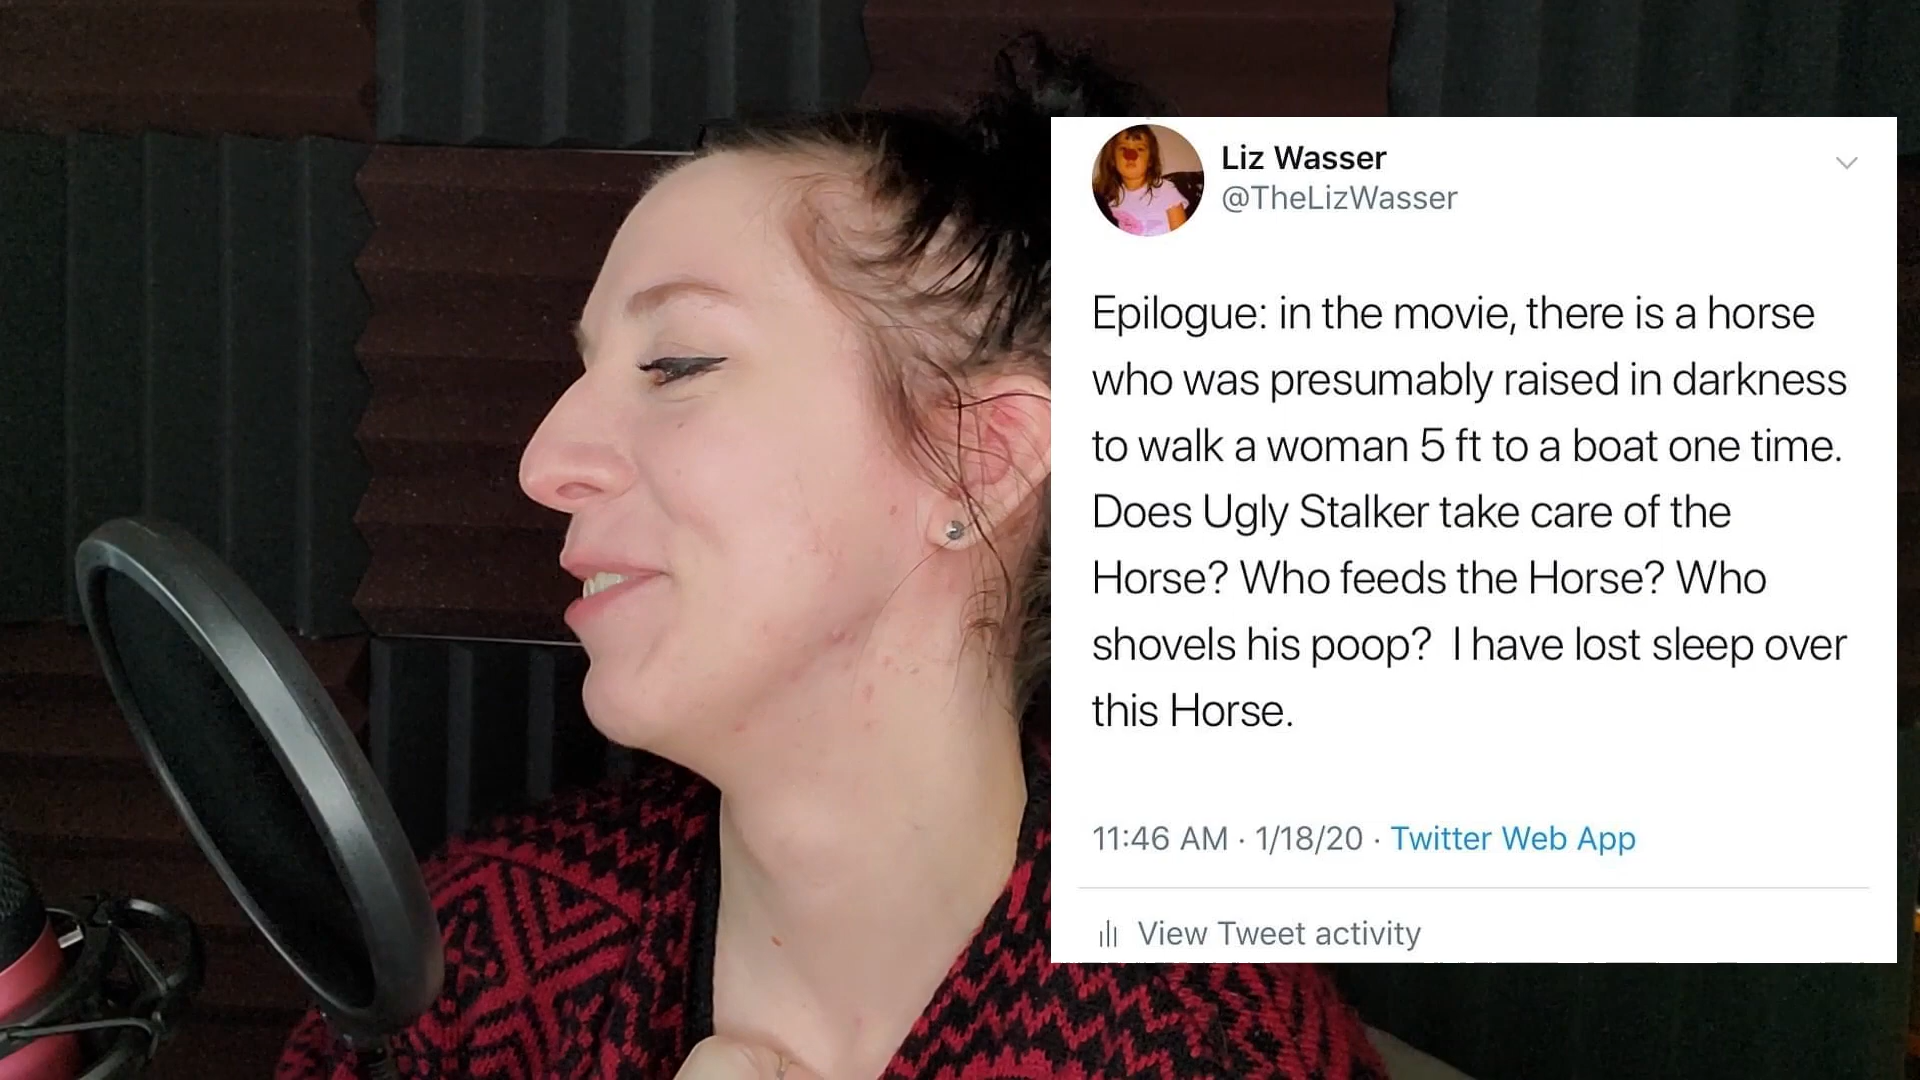 Liz Wasser
@TheLizWasser
Epilogue: in the movie, there is a horse
who was presumably raised in darkness
to walk a woman 5 ft to a boat one time.
Does Ugly Stalker take care of the
Horse? Who feeds the Horse? Who
shovels his poop?  I have lost sleep over
this Horse.
11:46 AM · 1/18/20 · Twitter Web App
View Tweet activity